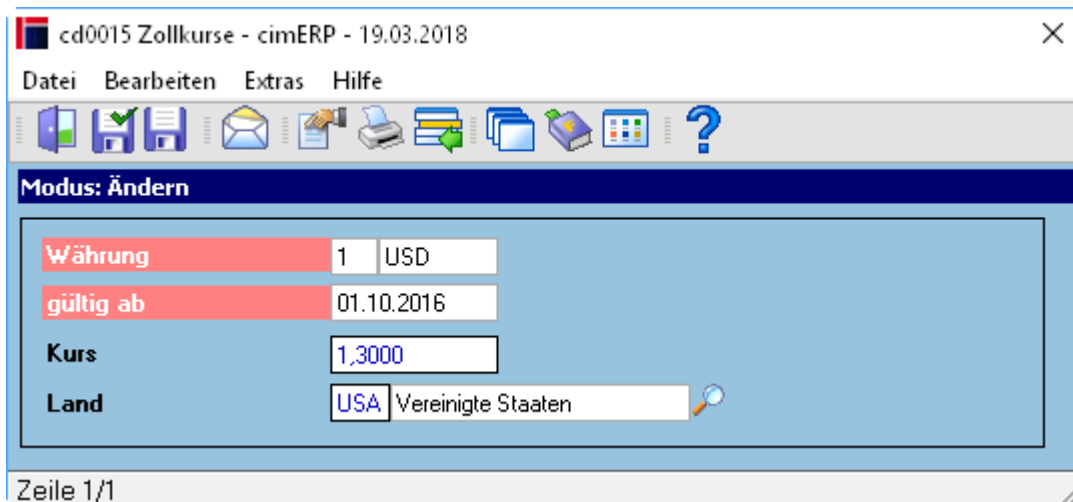 cd0015 Zollkurse - cimERP - 19.03.2018
Datei Bearbeiten Extras Hilfe
Modus: Ändern
Währung 1 USD
gültig ab 01.10.2016
Kurs 1,3000
Land USA Vereinigte Staaten
Zeile 1/1